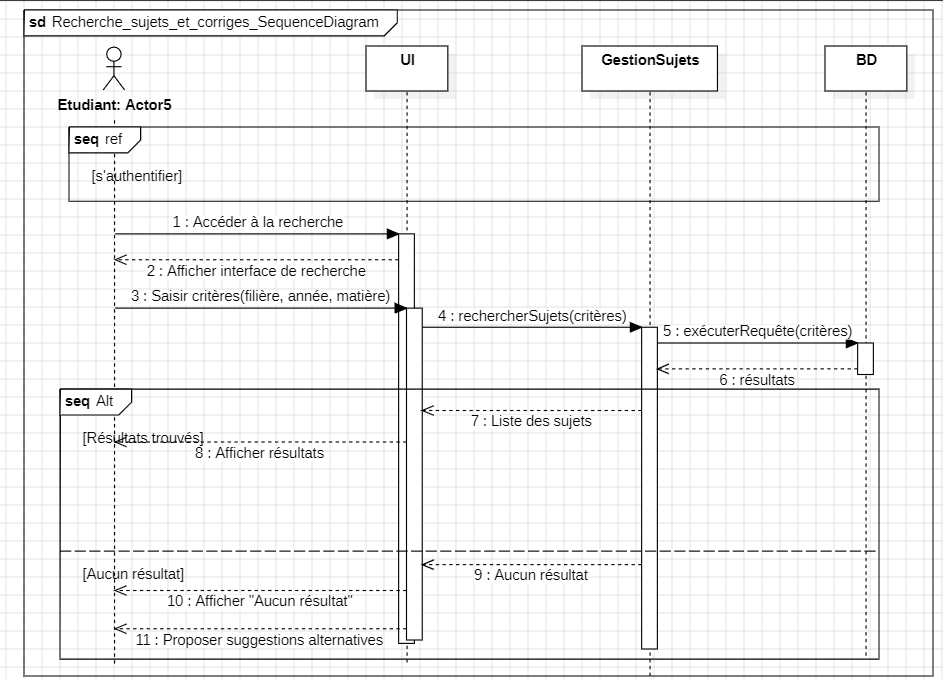 sd Recherche_sujets_et_corriges_SequenceDiagram
UI
GestionSujets
BD
Etudiant: Actor5
seq ref
[s'authentifier]
1 : Accéder à la recherche
2 : Afficher interface de recherche
3 : Saisir critères(filière, année, matière)
4 : rechercherSujets(critères)
5 : exécuterRequête(critères)
6 : résultats
seq Alt
7 : Liste des sujets
[Résultats trouvés]
8 : Afficher résultats
[Aucun résultat]
9 : Aucun résultat
10 : Afficher "Aucun résultat"
11 : Proposer suggestions alternatives